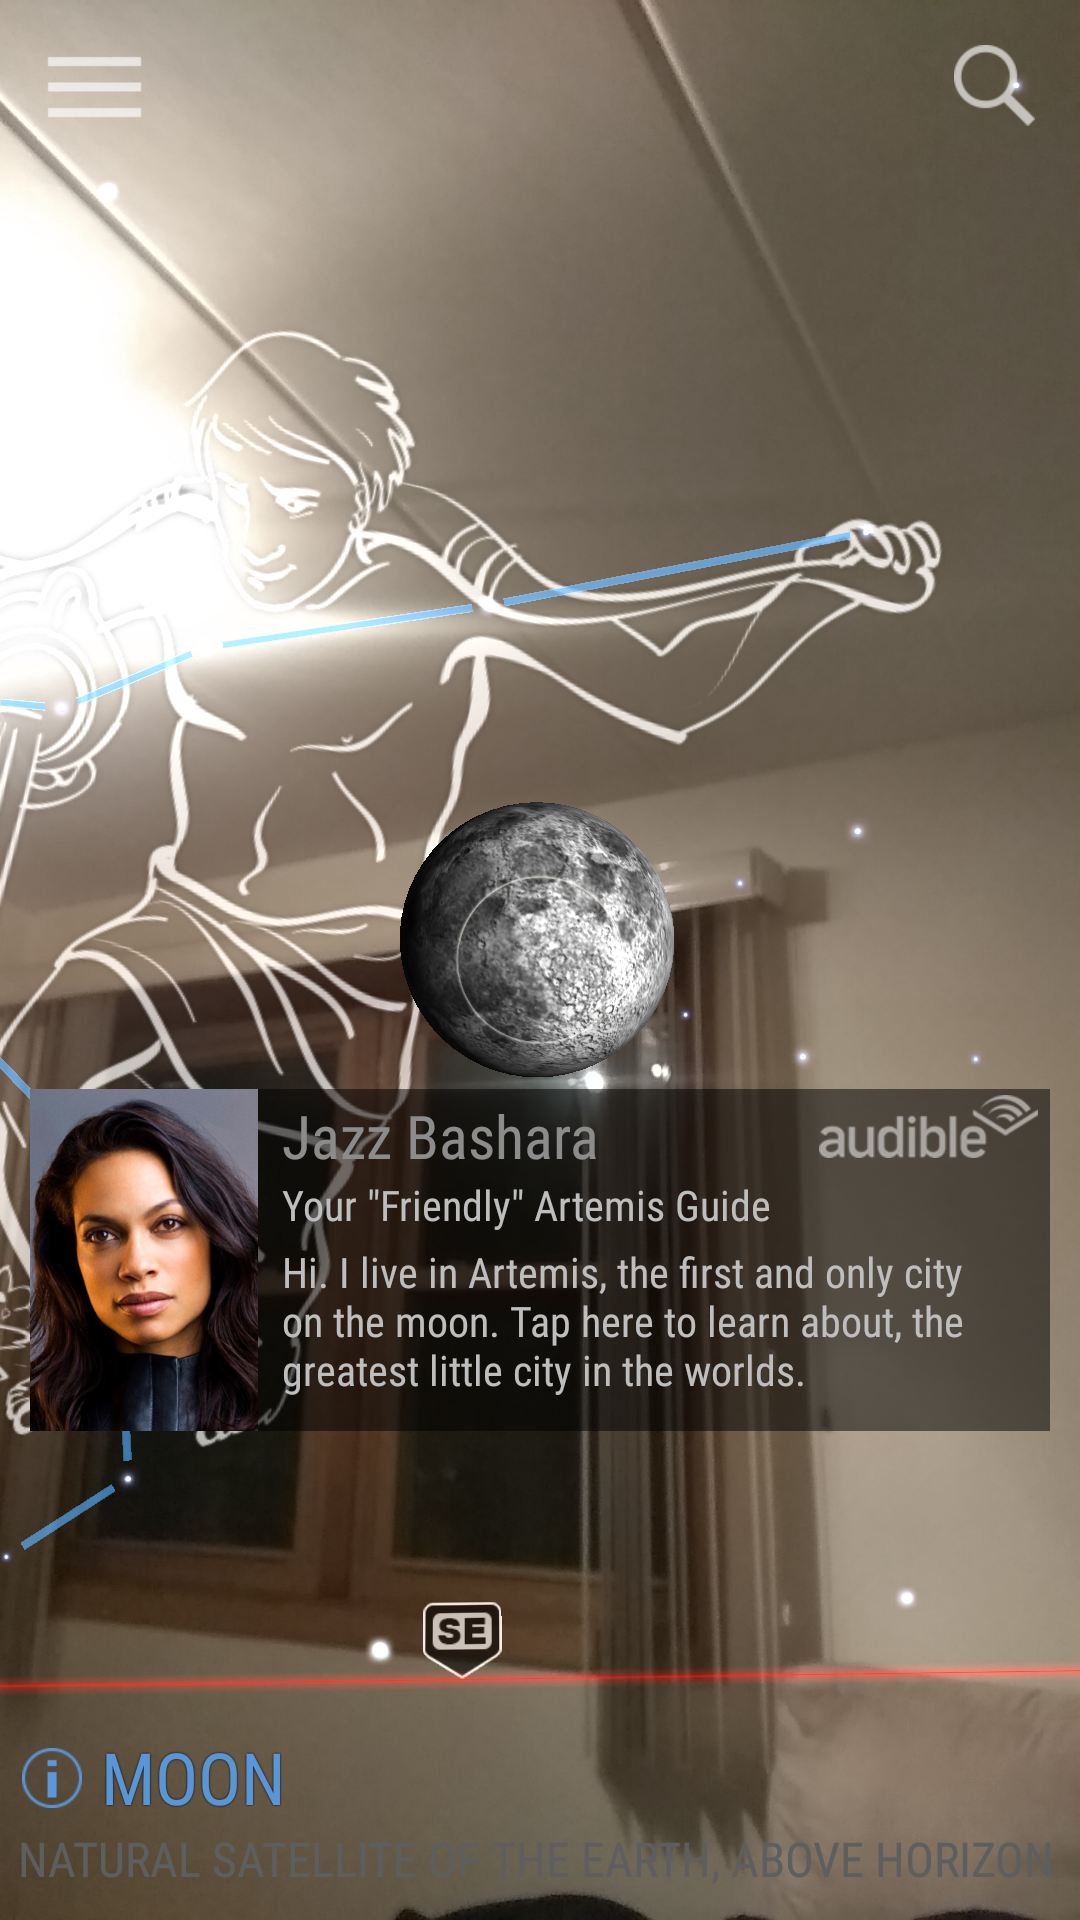 Jazz Bashara
audible
Your "Friendly" Artemis Guide
Hi. I live in Artemis, the first and only city
on the moon. Tap here to learn about, the
greatest little city in the worlds.
SE
MOON
NATURAL SATELLITE OF THE EARTH, ABOVE HORIZON